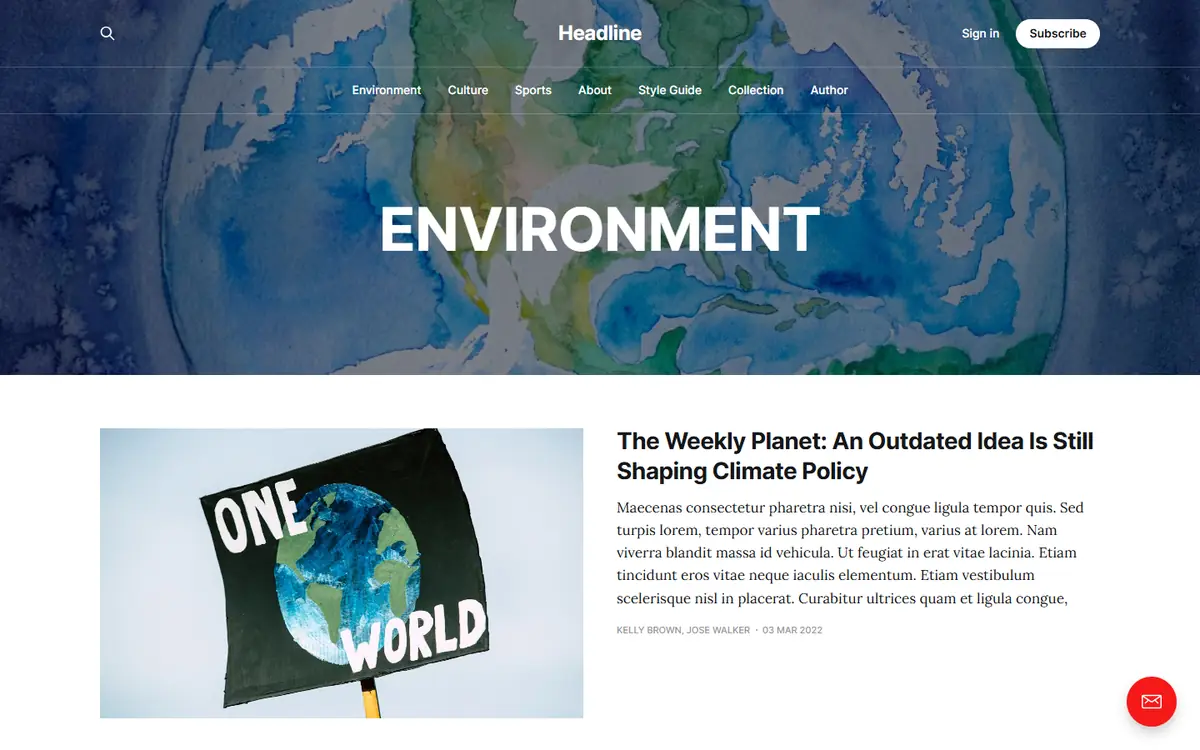 Headline
Sign in
Subscribe
Environment
Culture
Sports
About
Style Guide
Collection
Author
ENVIRONMENT
ONE
WORLD
The Weekly Planet: An Outdated Idea Is Still
Shaping Climate Policy
Maecenas consectetur pharetra nisi, vel congue ligula tempor quis. Sed
turpis lorem, tempor varius pharetra pretium, varius at lorem. Nam
viverra blandit massa id vehicula. Ut feugiat in erat vitae lacinia. Etiam
tincidunt eros vitae neque iaculis elementum. Etiam vestibulum
scelerisque nisl in placerat. Curabitur ultrices quam et ligula congue,
KELLY BROWN, JOSE WALKER · 03 MAR 2022